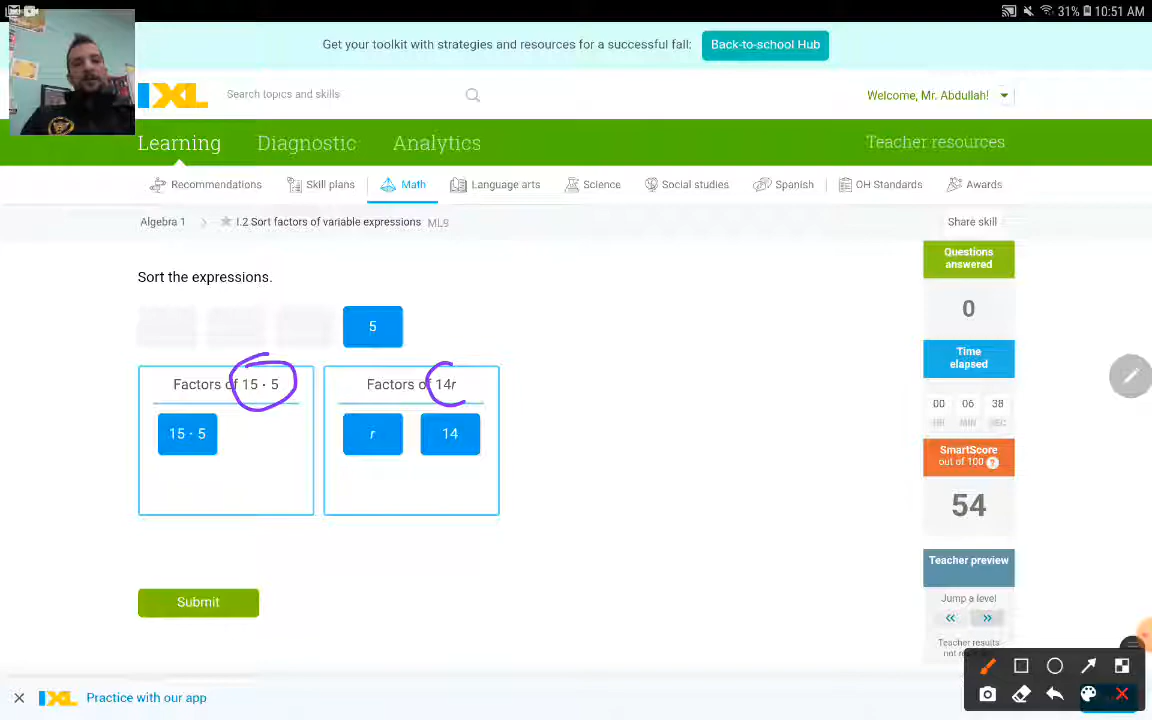 31% 10:51 AM
Get your toolkit with strategies and resources for a successful fall: Back-to-school Hub
IXL Search topics and skills Welcome, Mr. Abdullah!
Learning Diagnostic Analytics Teacher resources
Recommendations Skill plans Math Language arts Science Social studies Spanish OH Standards Awards
Algebra 1 I.2 Sort factors of variable expressions ML9 Share skill
Sort the expressions.
5
Factors of 15 · 5
15 · 5
Factors of 14r
r 14
Submit
Questions answered
0
Time elapsed
00 06 38
HR MIN SEC
SmartScore
out of 100 ?
54
Teacher preview
Jump a level
Teacher results
IXL Practice with our app